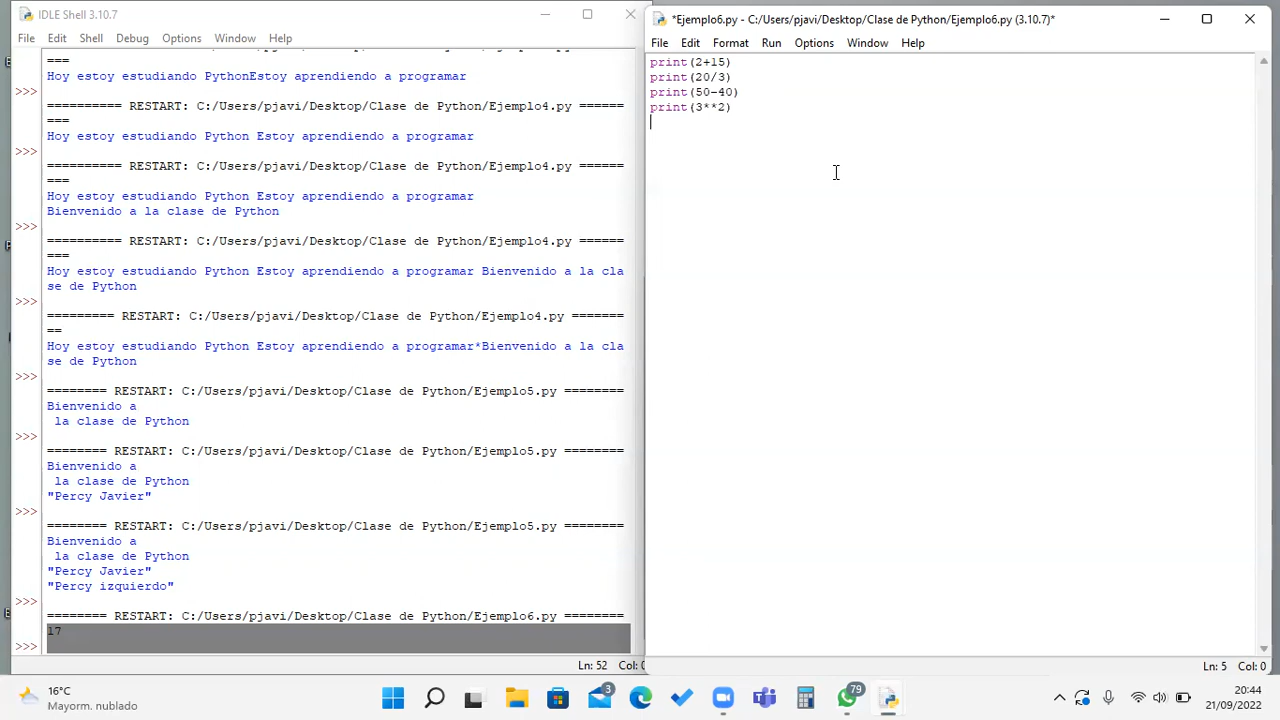 IDLE Shell 3.10.7
File Edit Shell Debug Options Window Help
===
Hoy estoy estudiando PythonEstoy aprendiendo a programar
>>>
========== RESTART: C:/Users/pjavi/Desktop/Clase de Python/Ejemplo4.py ======
===
Hoy estoy estudiando Python Estoy aprendiendo a programar
>>>
========== RESTART: C:/Users/pjavi/Desktop/Clase de Python/Ejemplo4.py ======
===
Hoy estoy estudiando Python Estoy aprendiendo a programar
Bienvenido a la clase de Python
>>>
========== RESTART: C:/Users/pjavi/Desktop/Clase de Python/Ejemplo4.py ======
===
Hoy estoy estudiando Python Estoy aprendiendo a programar Bienvenido a la cla
se de Python
>>>
========= RESTART: C:/Users/pjavi/Desktop/Clase de Python/Ejemplo4.py =======
==
Hoy estoy estudiando Python Estoy aprendiendo a programar*Bienvenido a la cla
se de Python
>>>
======== RESTART: C:/Users/pjavi/Desktop/Clase de Python/Ejemplo5.py ========
Bienvenido a
la clase de Python
>>>
======== RESTART: C:/Users/pjavi/Desktop/Clase de Python/Ejemplo5.py ========
Bienvenido a
la clase de Python
"Percy Javier"
>>>
======== RESTART: C:/Users/pjavi/Desktop/Clase de Python/Ejemplo5.py ========
Bienvenido a
la clase de Python
"Percy Javier"
"Percy izquierdo"
>>>
======== RESTART: C:/Users/pjavi/Desktop/Clase de Python/Ejemplo6.py ========
17
>>>
Ln: 52 Col: 0
*Ejemplo6.py - C:/Users/pjavi/Desktop/Clase de Python/Ejemplo6.py (3.10.7)*
File Edit Format Run Options Window Help
print(2+15)
print(20/3)
print(50-40)
print(3**2)
Ln: 5 Col: 0
16°C
Mayorm. nublado
3
79
20:44
21/09/2022